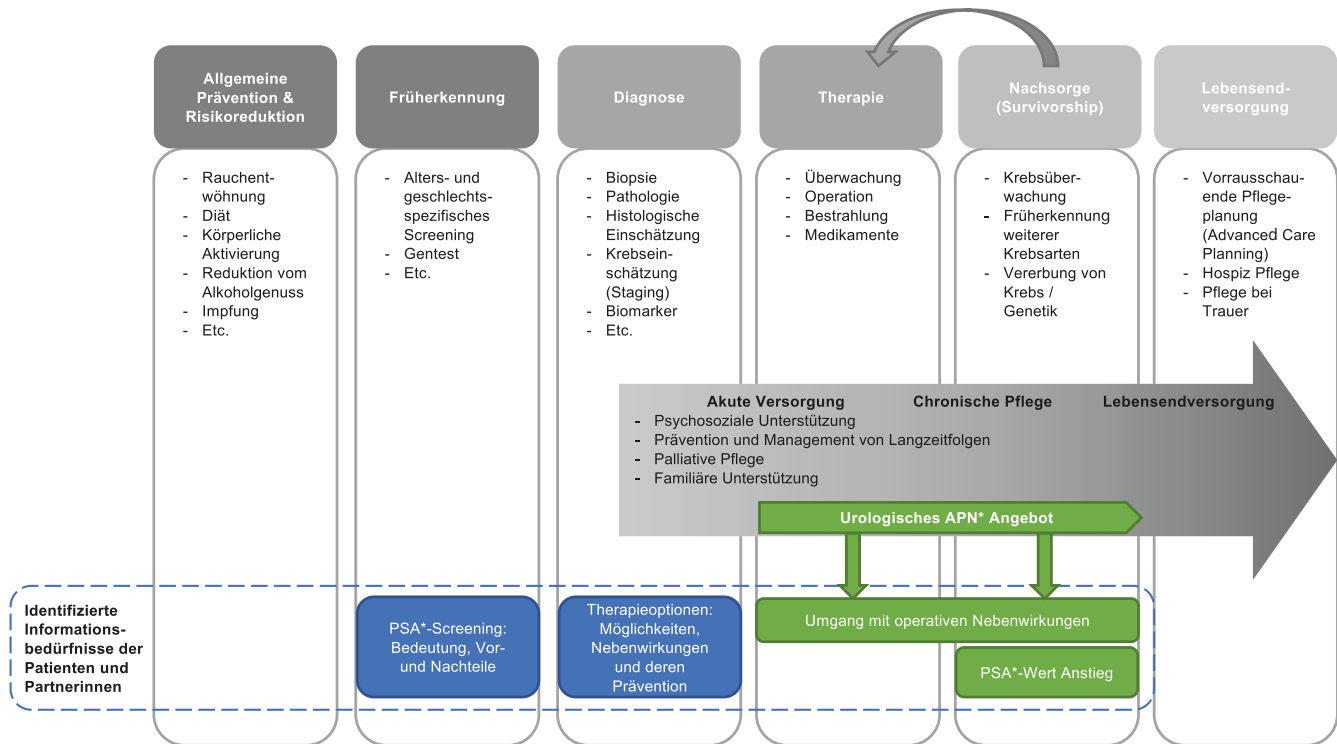 Allgemeine
Prävention &
Risikoreduktion
Früherkennung
Diagnose
Therapie
Nachsorge
(Survivorship)
Lebensend-
versorgung
- Rauchent-
wöhnung
- Diät
- Körperliche
Aktivierung
- Reduktion vom
Alkoholgenuss
- Impfung
- Etc.
- Alters- und
geschlechts-
spezifisches
Screening
- Gentest
- Etc.
- Biopsie
- Pathologie
- Histologische
Einschätzung
- Krebsein-
schätzung
(Staging)
- Biomarker
- Etc.
- Überwachung
- Operation
- Bestrahlung
- Medikamente
- Krebsüber-
wachung
- Früherkennung
weiterer
Krebsarten
- Vererbung von
Krebs /
Genetik
- Vorrausschau-
ende Pflege-
planung
(Advanced Care
Planning)
- Hospiz Pflege
- Pflege bei
Trauer
Akute Versorgung
Chronische Pflege
Lebensendversorgung
- Psychosoziale Unterstützung
- Prävention und Management von Langzeitfolgen
- Palliative Pflege
- Familiäre Unterstützung
Urologisches APN* Angebot
Identifizierte
Informations-
bedürfnisse der
Patienten und
Partnerinnen
PSA*-Screening:
Bedeutung, Vor-
und Nachteile
Therapieoptionen:
Möglichkeiten,
Nebenwirkungen
und deren
Prävention
Umgang mit operativen Nebenwirkungen
PSA*-Wert Anstieg